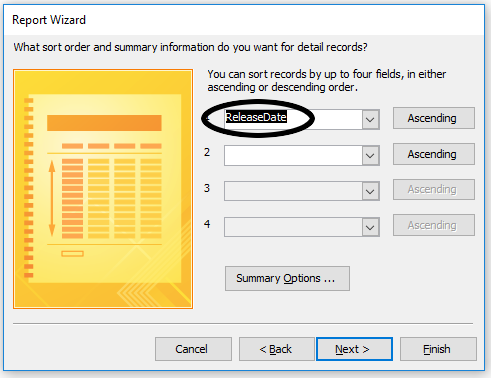 Report Wizard
What sort order and summary information do you want for detail records?
You can sort records by up to four fields, in either
ascending or descending order.
ReleaseDate Ascending
2 Ascending
3 Ascending
4 Ascending
Summary Options ...
Cancel < Back Next > Finish